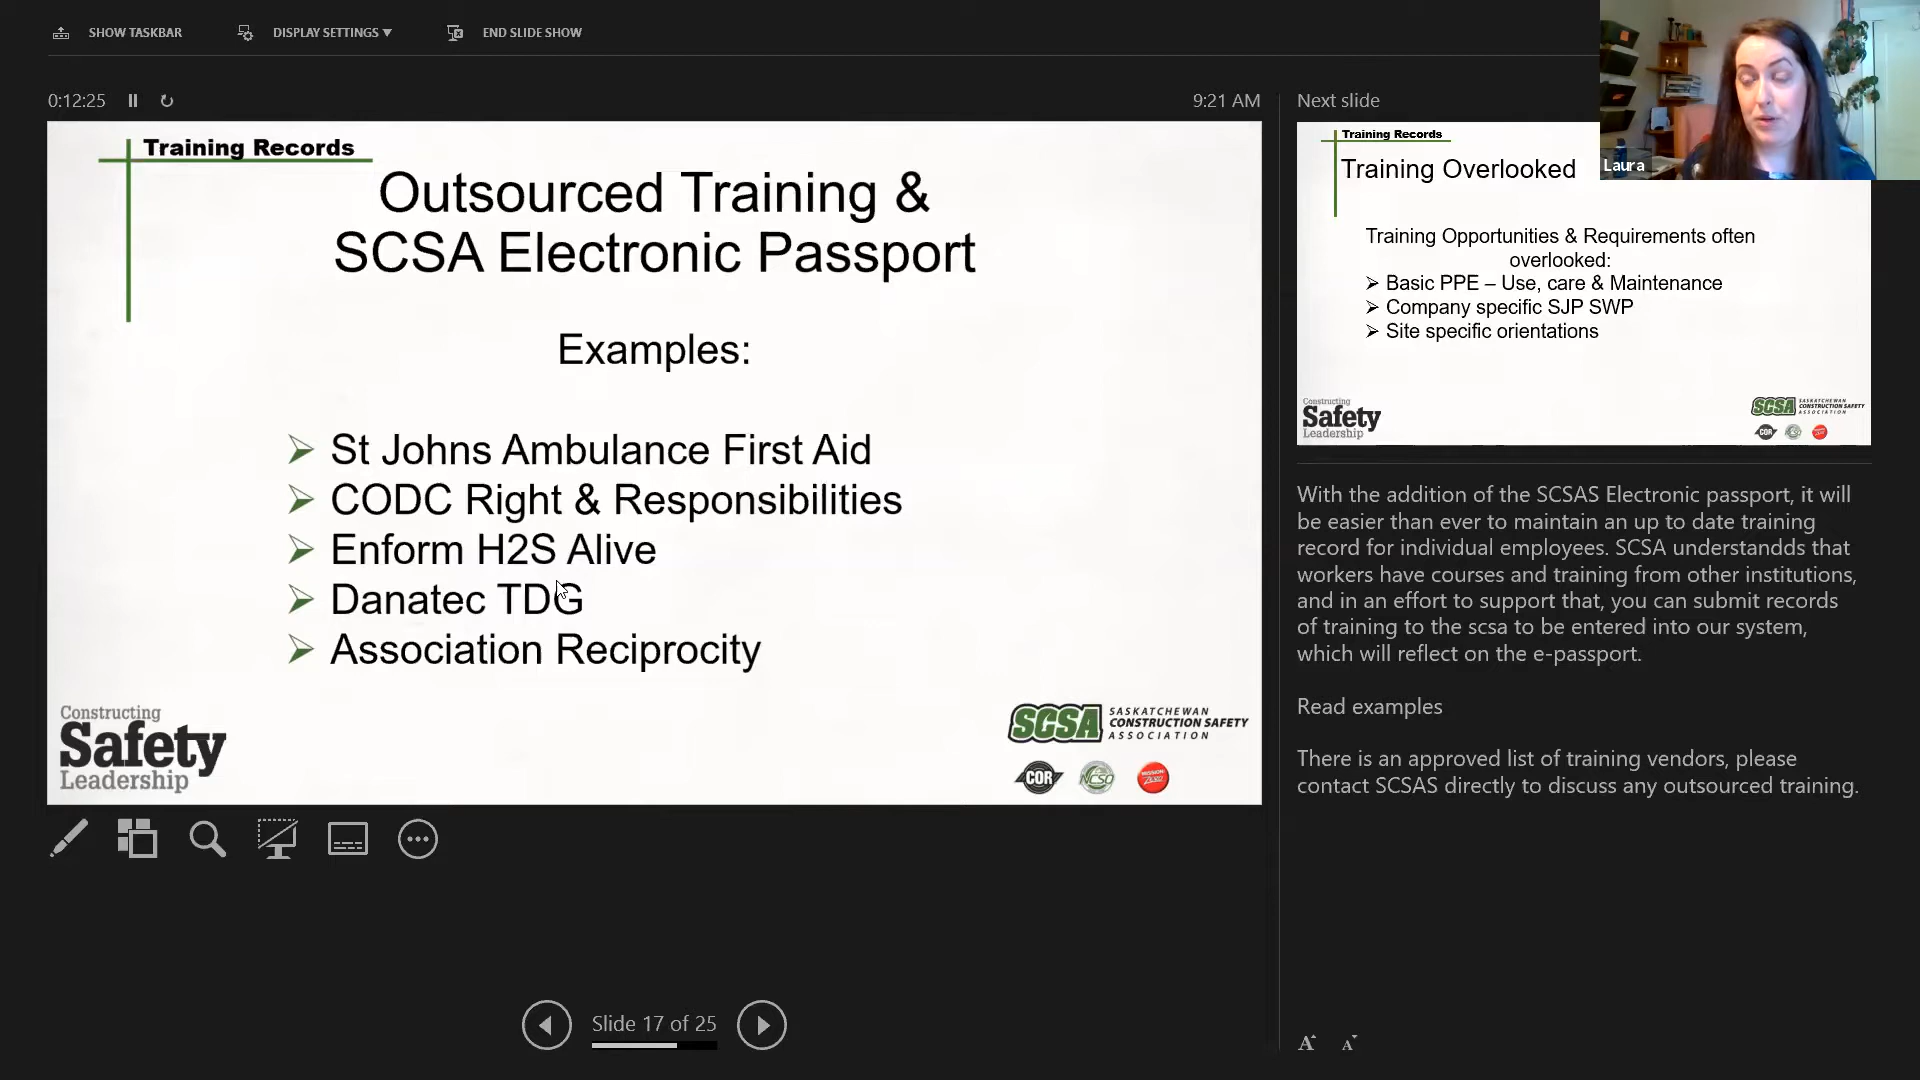 SHOW TASKBAR
DISPLAY SETTINGS ▼
END SLIDE SHOW
0:12:25
9:21 AM
Training Records
Outsourced Training &
SCSA Electronic Passport
Examples:
➢ St Johns Ambulance First Aid
➢ CODC Right & Responsibilities
➢ Enform H2S Alive
➢ Danatec TDG
➢ Association Reciprocity
Constructing
Safety
Leadership
SCSA
SASKATCHEWAN
CONSTRUCTION SAFETY
ASSOCIATION
COR
NCSO
MISSION:
ZERO
Slide 17 of 25
Next slide
Laura
Training Records
Training Overlooked
Training Opportunities & Requirements often
overlooked:
➢ Basic PPE – Use, care & Maintenance
➢ Company specific SJP SWP
➢ Site specific orientations
Constructing
Safety
Leadership
SCSA
SASKATCHEWAN
CONSTRUCTION SAFETY
ASSOCIATION
COR
With the addition of the SCSAS Electronic passport, it will
be easier than ever to maintain an up to date training
record for individual employees. SCSA understandds that
workers have courses and training from other institutions,
and in an effort to support that, you can submit records
of training to the scsa to be entered into our system,
which will reflect on the e-passport.
Read examples
There is an approved list of training vendors, please
contact SCSAS directly to discuss any outsourced training.
A A